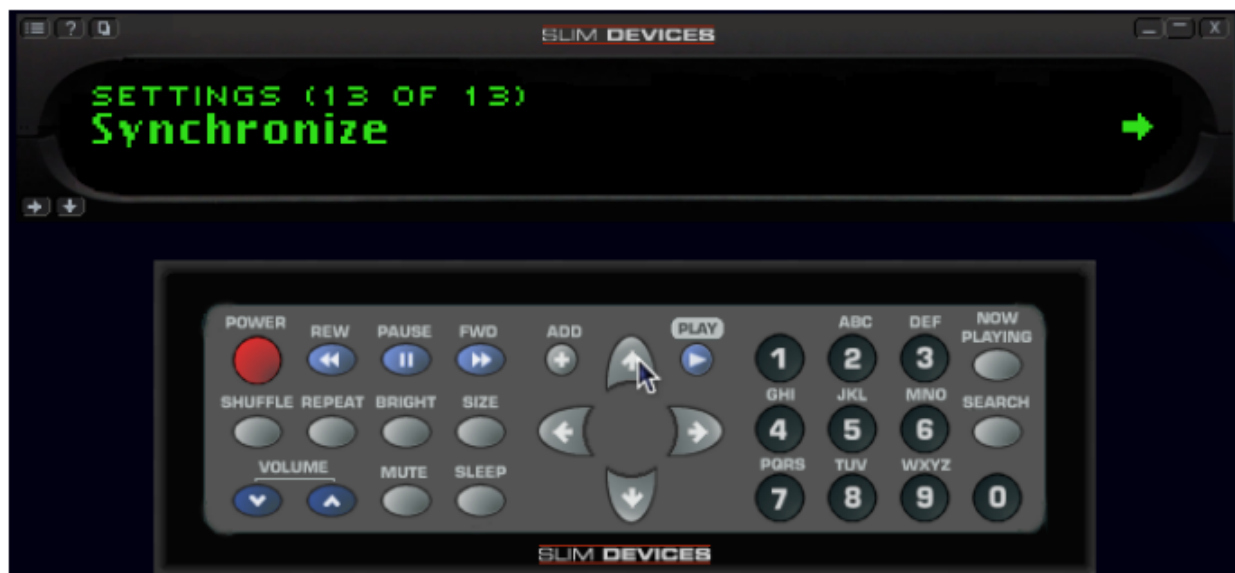 ?
SLIM DEVICES
X
SETTINGS (13 OF 13)
Synchronize
POWER REW PAUSE FWD ADD PLAY ABC DEF NOW PLAYING
1 2 3
SHUFFLE REPEAT BRIGHT SIZE GHI JKL MNO SEARCH
4 5 6
VOLUME MUTE SLEEP PQRS TUV WXYZ
7 8 9 0
SLIM DEVICES